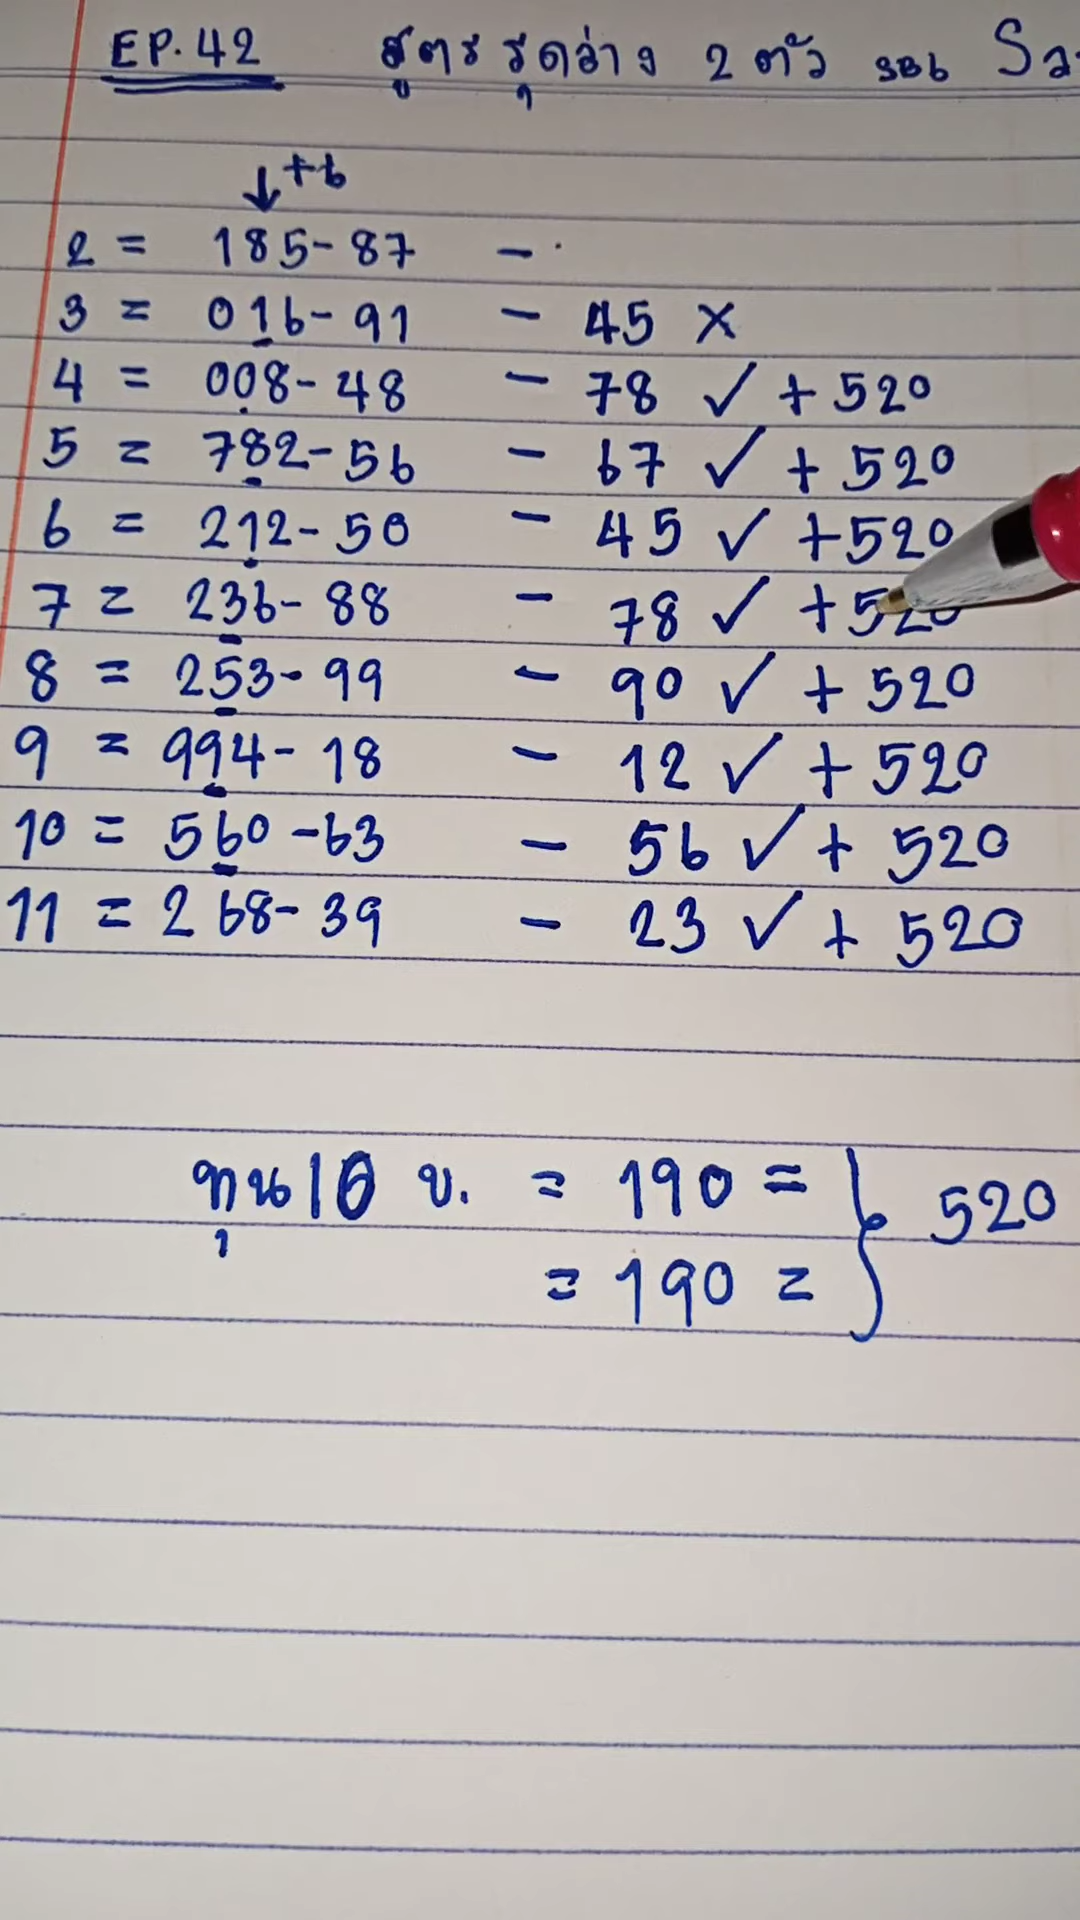 EP.42 สูตรรูดว่าง 2 ตัว
↓+6
2 = 185-87 -
3 = 016-91 - 45 ×
4 = 008-48 - 78 ✓ + 520
5 = 782-56 - 67 ✓ + 520
6 = 212-50 - 45 ✓ +520
7 = 236-88 - 78 ✓ +520
8 = 253-99 - 90 ✓ + 520
9 = 994-18 - 12 ✓ + 520
10 = 560-63 - 56 ✓ + 520
11 = 268-39 - 23 ✓ + 520
ทุน10 บ. = 190 = } 520
= 190 =